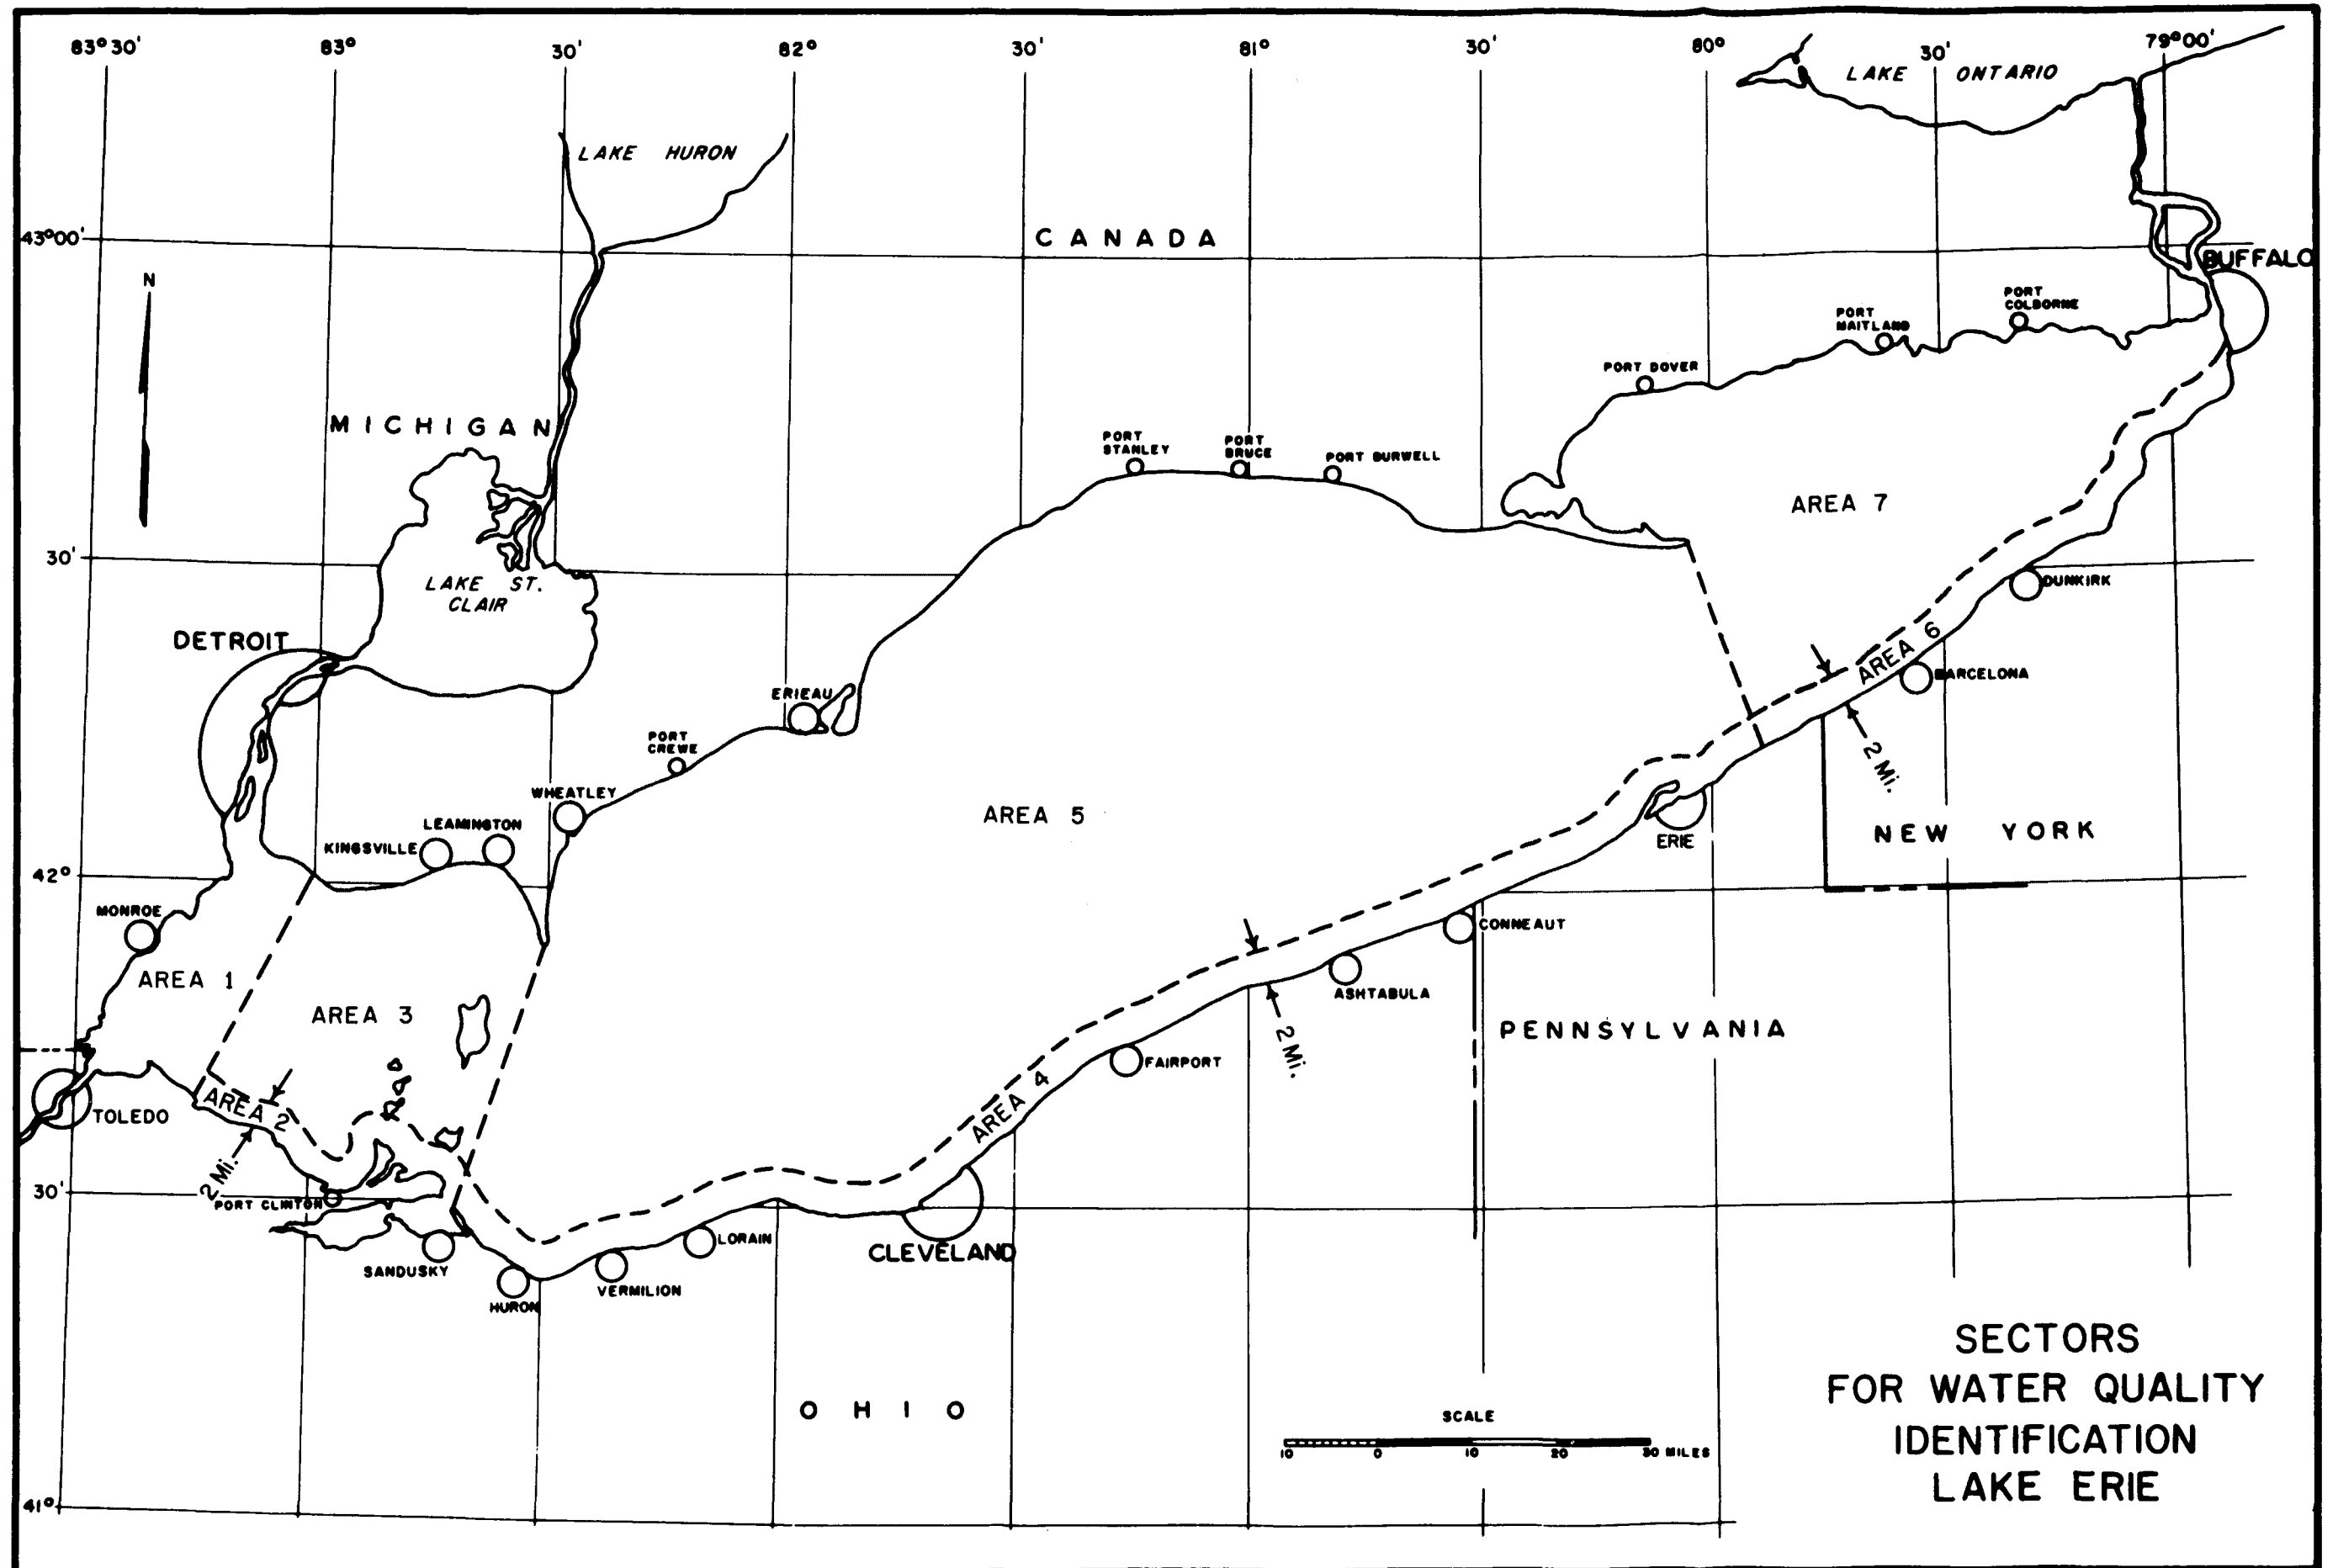 83°30'
83°
30'
82°
30'
81°
30'
80°
30'
79°00'
LAKE ONTARIO
LAKE HURON
43°00'
CANADA
N
BUFFALO
PORT
COLBORNE
PORT
MAITLAND
PORT DOVER
MICHIGAN
PORT
STANLEY
PORT
BRUCE
PORT BURWELL
AREA 7
30'
LAKE ST.
CLAIR
DUNKIRK
DETROIT
AREA 6
BARCELONA
ERIEAU
PORT
CREWE
2 Mi.
WHEATLEY
AREA 5
LEAMINGTON
KINGSVILLE
ERIE
NEW YORK
42°
MONROE
CONNEAUT
AREA 1
ASHTABULA
AREA 3
PENNSYLVANIA
2 Mi.
FAIRPORT
AREA 4
TOLEDO
AREA 2
2 Mi.
30'
PORT CLINTON
LORAIN
CLEVELAND
SANDUSKY
VERMILION
HURON
SECTORS
FOR WATER QUALITY
IDENTIFICATION
LAKE ERIE
OHIO
SCALE
10 0 10 20 30 MILES
41°